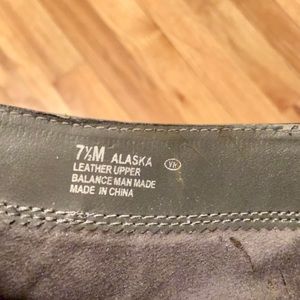 7½M ALASKA
LEATHER UPPER
BALANCE MAN MADE
MADE IN CHINA